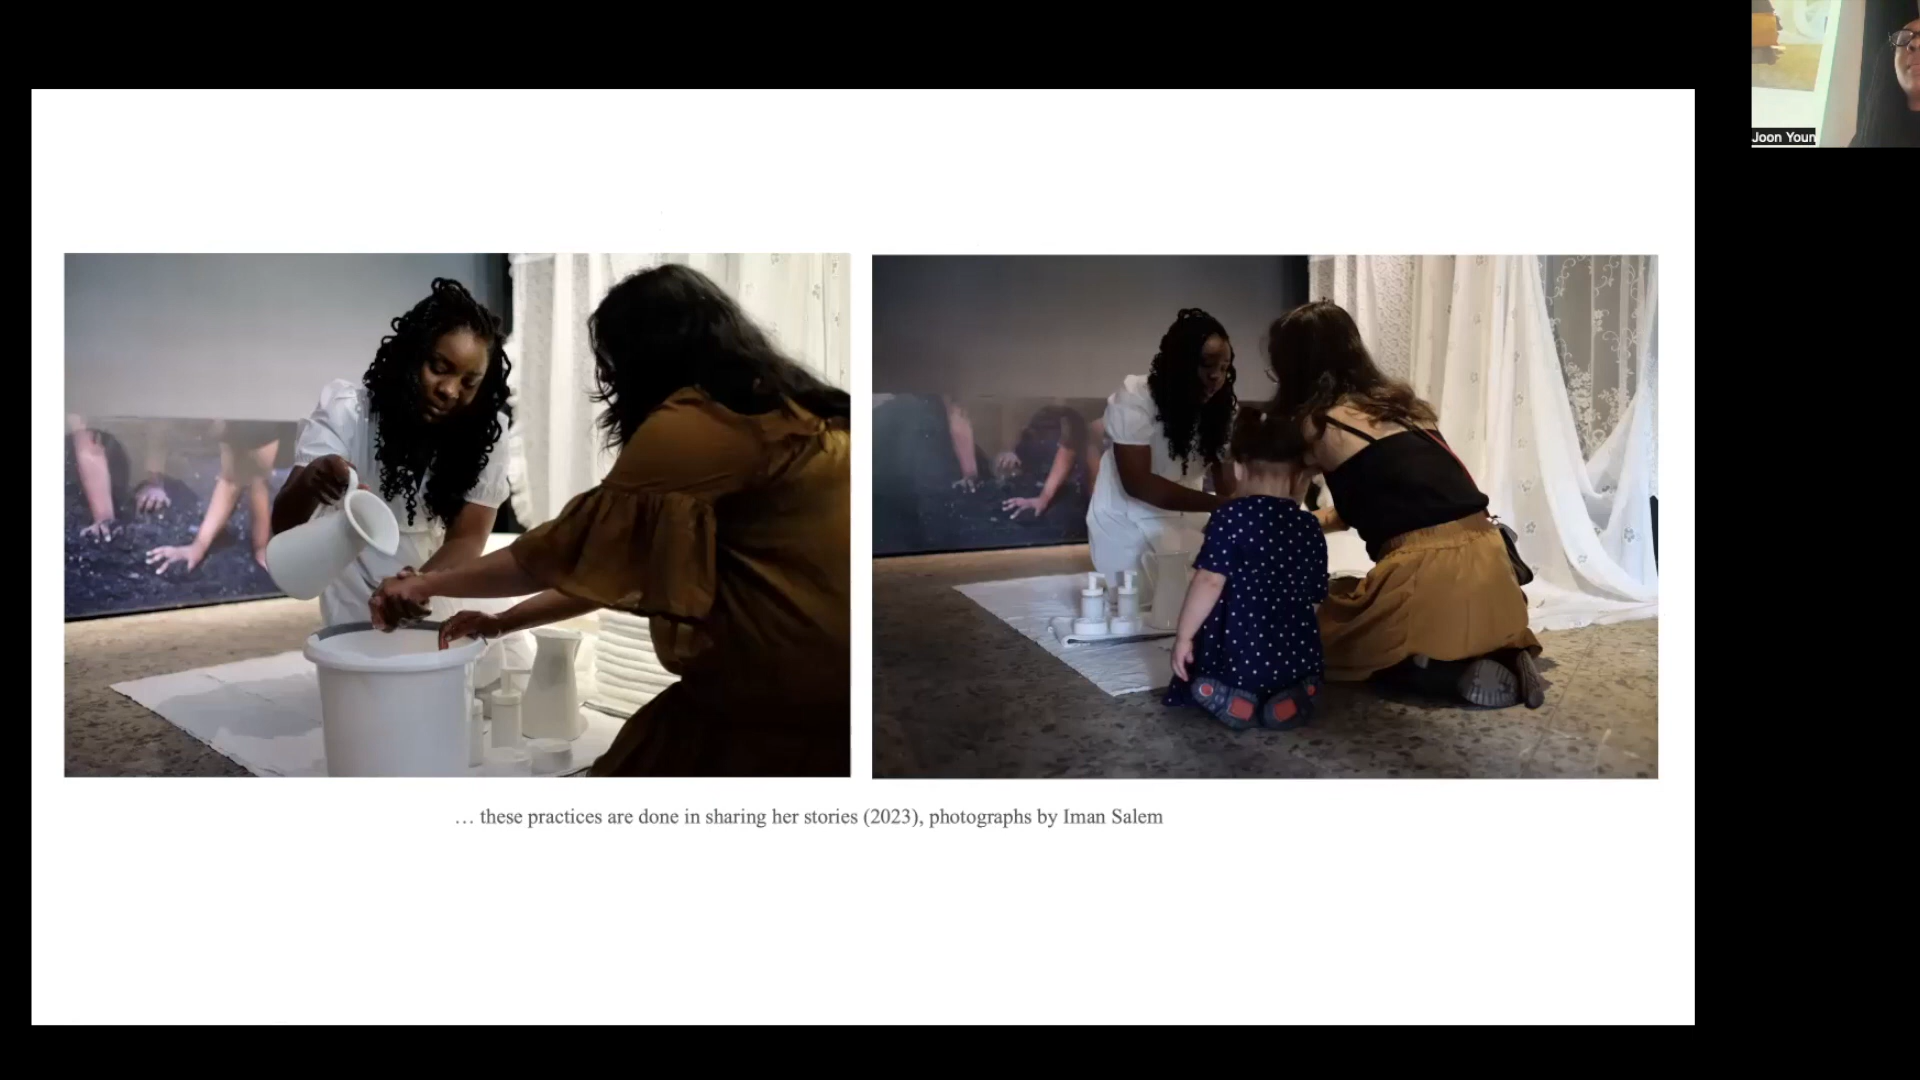 Joon Youn
… these practices are done in sharing her stories (2023), photographs by Iman Salem